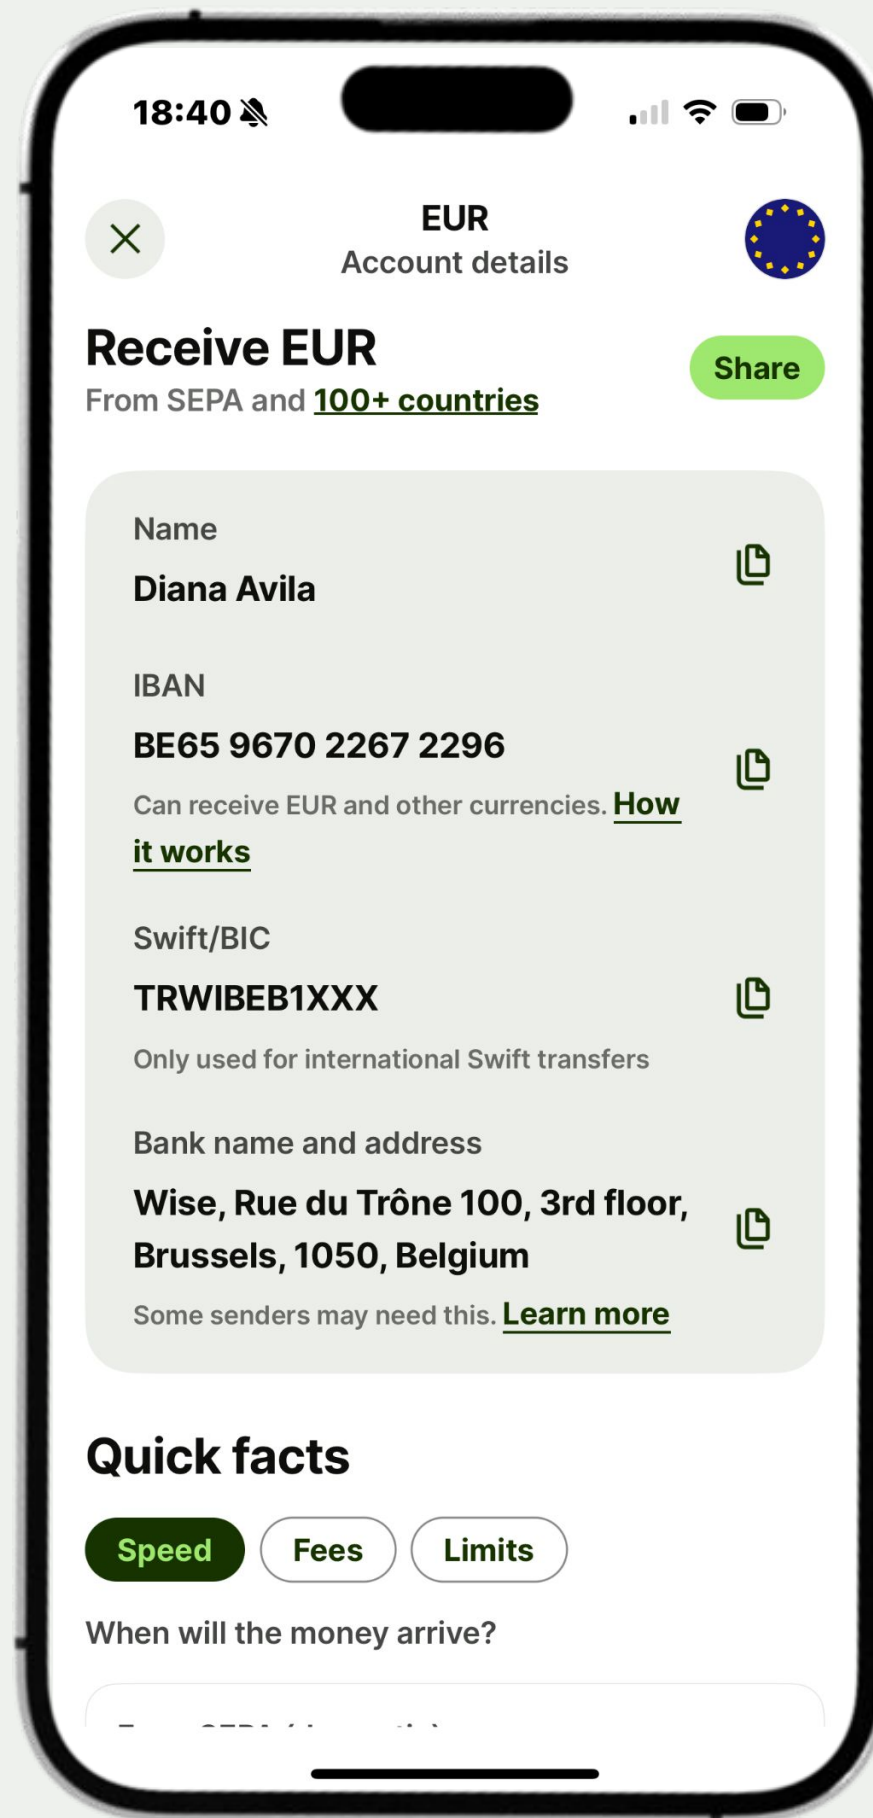 18:40
EUR
Account details
Receive EUR
From SEPA and 100+ countries
Share
Name
Diana Avila
IBAN
BE65 9670 2267 2296
Can receive EUR and other currencies. How
it works
Swift/BIC
TRWIBEB1XXX
Only used for international Swift transfers
Bank name and address
Wise, Rue du Trône 100, 3rd floor,
Brussels, 1050, Belgium
Some senders may need this. Learn more
Quick facts
Speed
Fees
Limits
When will the money arrive?